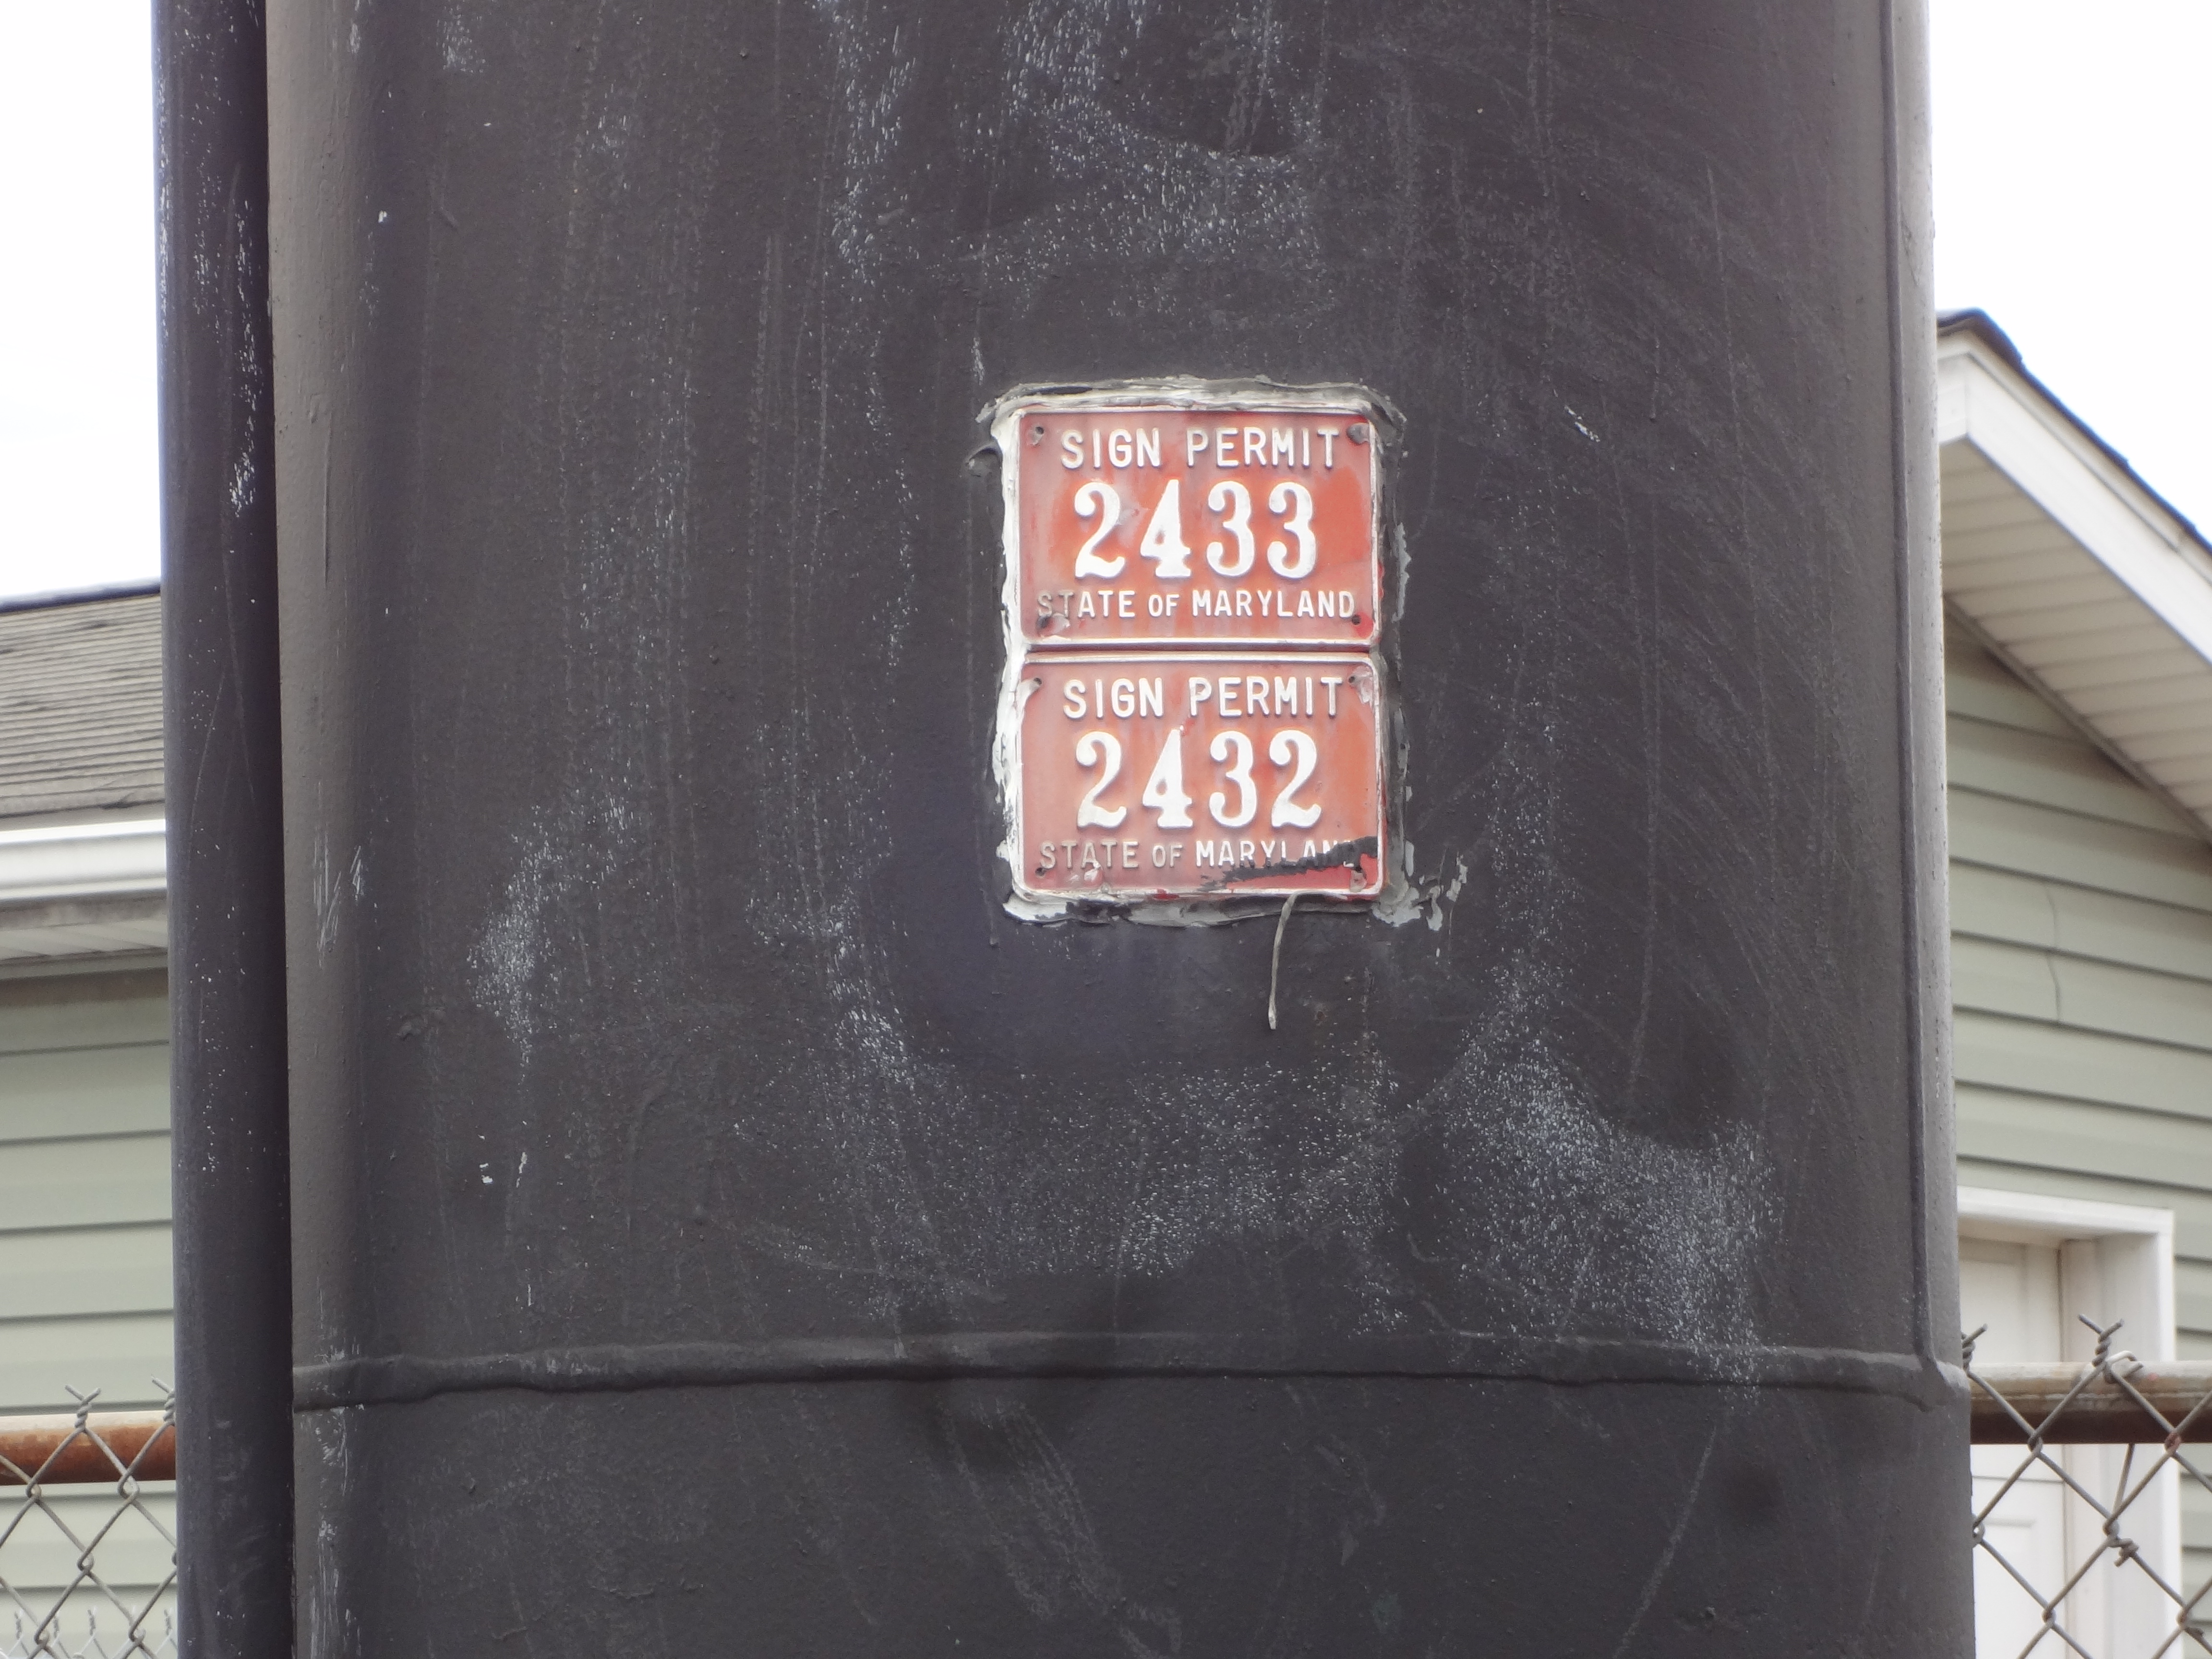 SIGN PERMIT
2433
STATE OF MARYLAND
SIGN PERMIT
2432
STATE OF MARYLAND